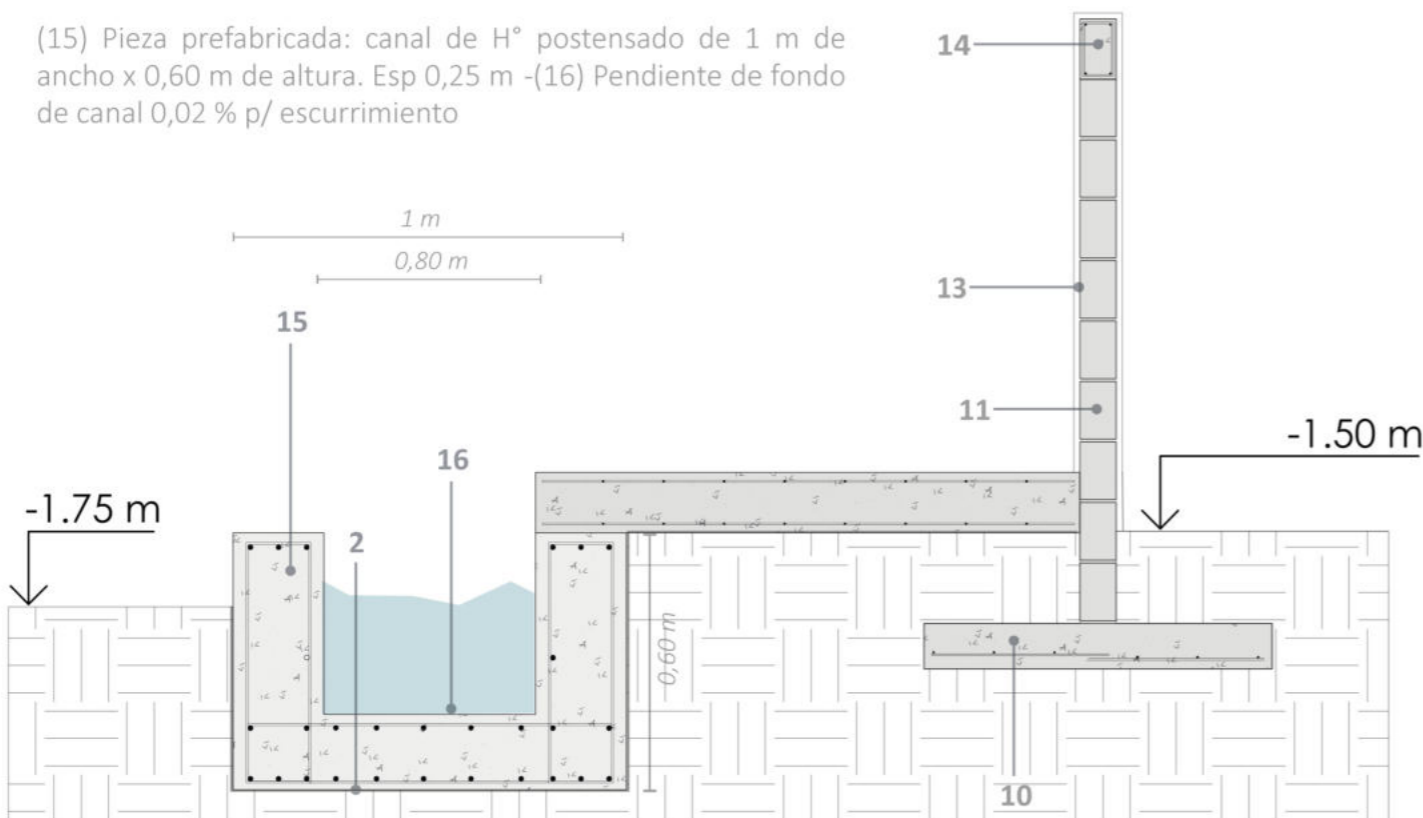 (15) Pieza prefabricada: canal de H° postensado de 1 m de
ancho x 0,60 m de altura. Esp 0,25 m -(16) Pendiente de fondo
de canal 0,02 % p/ escurrimiento
14
1 m
0,80 m
13
15
11
-1.50 m
16
-1.75 m
2
0,60 m
10